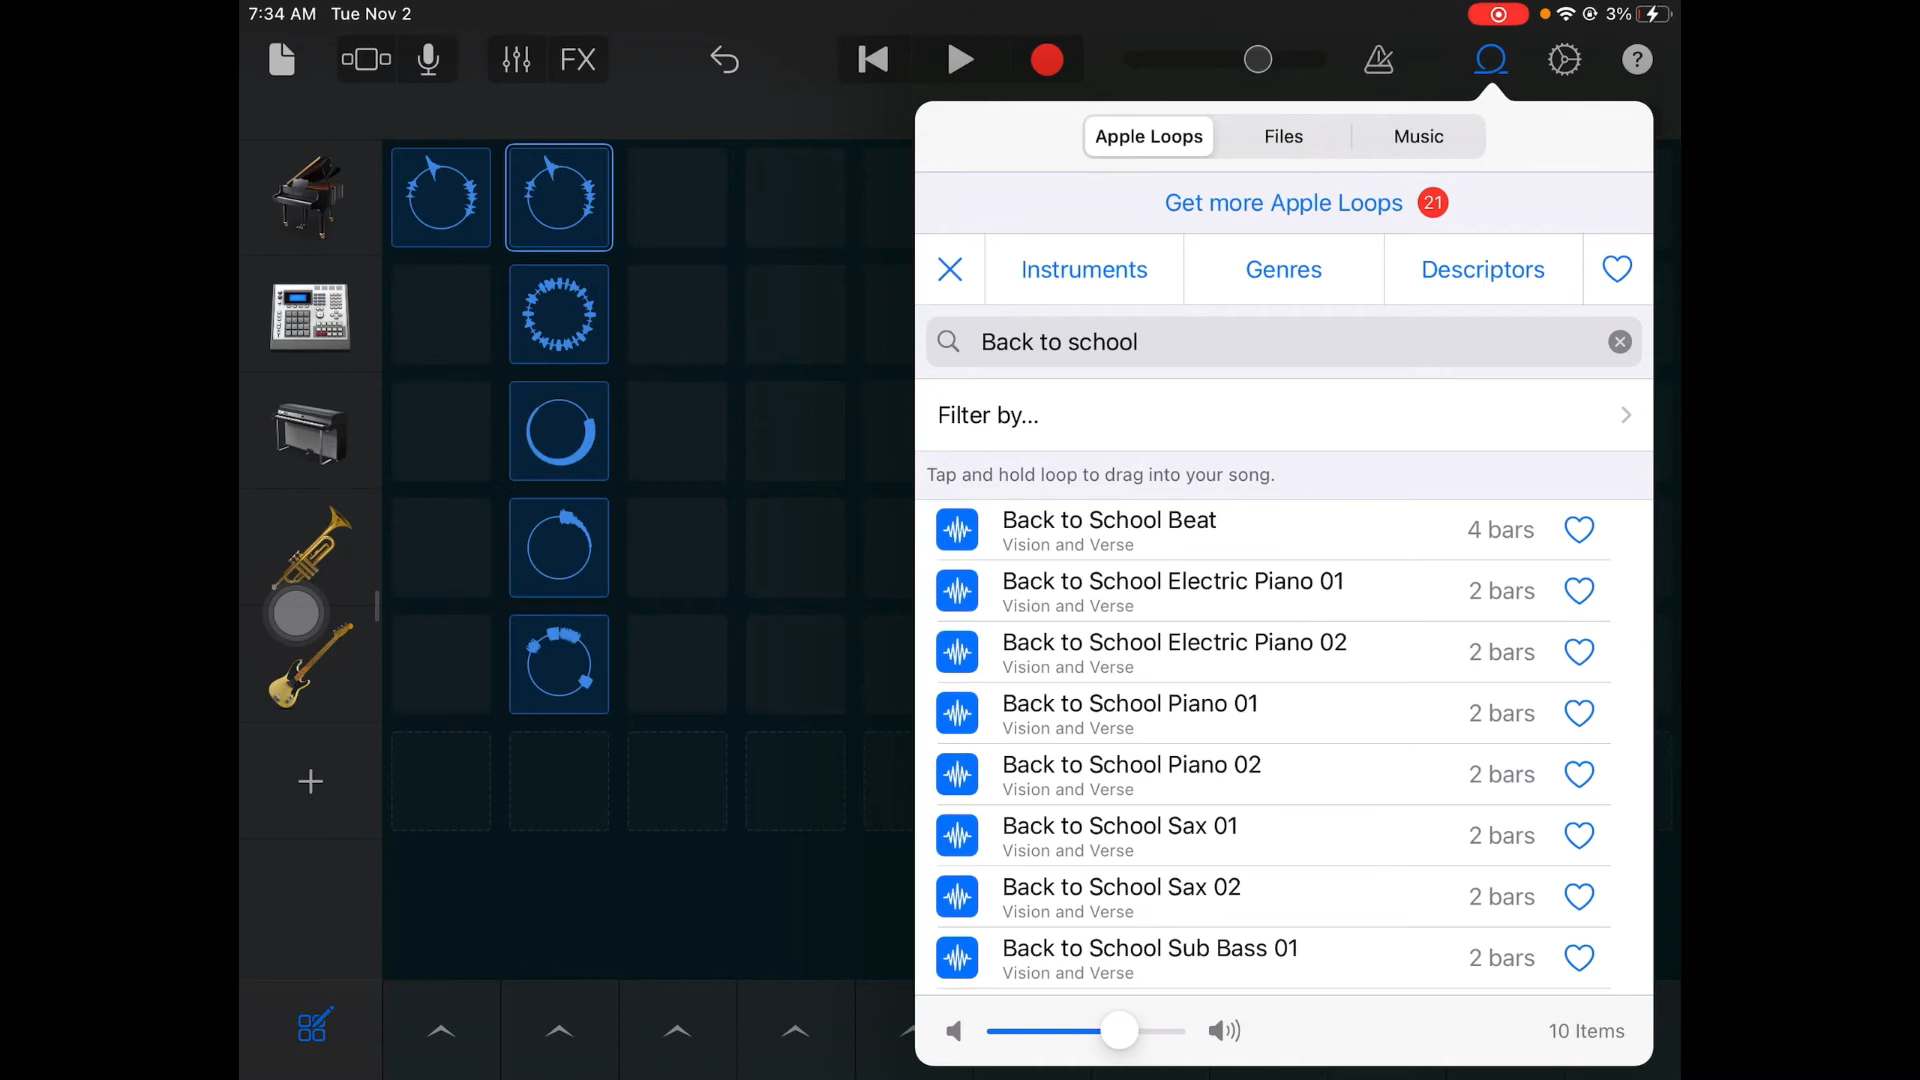 7:34 AM Tue Nov 2
3%
FX
?
Apple Loops Files Music
Get more Apple Loops 21
Instruments Genres Descriptors
Back to school
Filter by...
Tap and hold loop to drag into your song.
Back to School Beat 4 bars
Vision and Verse
Back to School Electric Piano 01 2 bars
Vision and Verse
Back to School Electric Piano 02 2 bars
Vision and Verse
Back to School Piano 01 2 bars
Vision and Verse
Back to School Piano 02 2 bars
Vision and Verse
Back to School Sax 01 2 bars
Vision and Verse
Back to School Sax 02 2 bars
Vision and Verse
Back to School Sub Bass 01 2 bars
Vision and Verse
10 Items